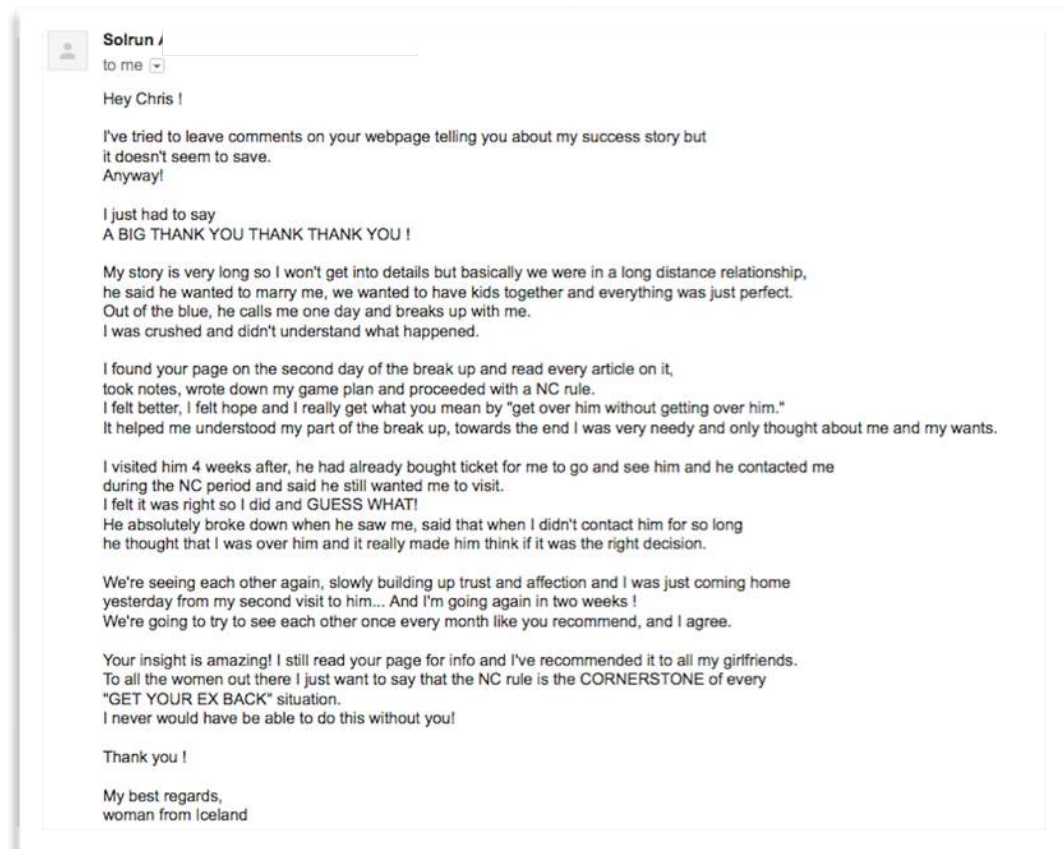 Solrun
to me
Hey Chris !
I've tried to leave comments on your webpage telling you about my success story but
it doesn't seem to save.
Anyway!
I just had to say
A BIG THANK YOU THANK THANK YOU !
My story is very long so I won't get into details but basically we were in a long distance relationship,
he said he wanted to marry me, we wanted to have kids together and everything was just perfect.
Out of the blue, he calls me one day and breaks up with me.
I was crushed and didn't understand what happened.
I found your page on the second day of the break up and read every article on it,
took notes, wrote down my game plan and proceeded with a NC rule.
I felt better, I felt hope and I really get what you mean by "get over him without getting over him."
It helped me understood my part of the break up, towards the end I was very needy and only thought about me and my wants.
I visited him 4 weeks after, he had already bought ticket for me to go and see him and he contacted me
during the NC period and said he still wanted me to visit.
I felt it was right so I did and GUESS WHAT!
He absolutely broke down when he saw me, said that when I didn't contact him for so long
he thought that I was over him and it really made him think if it was the right decision.
We're seeing each other again, slowly building up trust and affection and I was just coming home
yesterday from my second visit to him... And I'm going again in two weeks !
We're going to try to see each other once every month like you recommend, and I agree.
Your insight is amazing! I still read your page for info and I've recommended it to all my girlfriends.
To all the women out there I just want to say that the NC rule is the CORNERSTONE of every
"GET YOUR EX BACK" situation.
I never would have be able to do this without you!
Thank you !
My best regards,
woman from Iceland